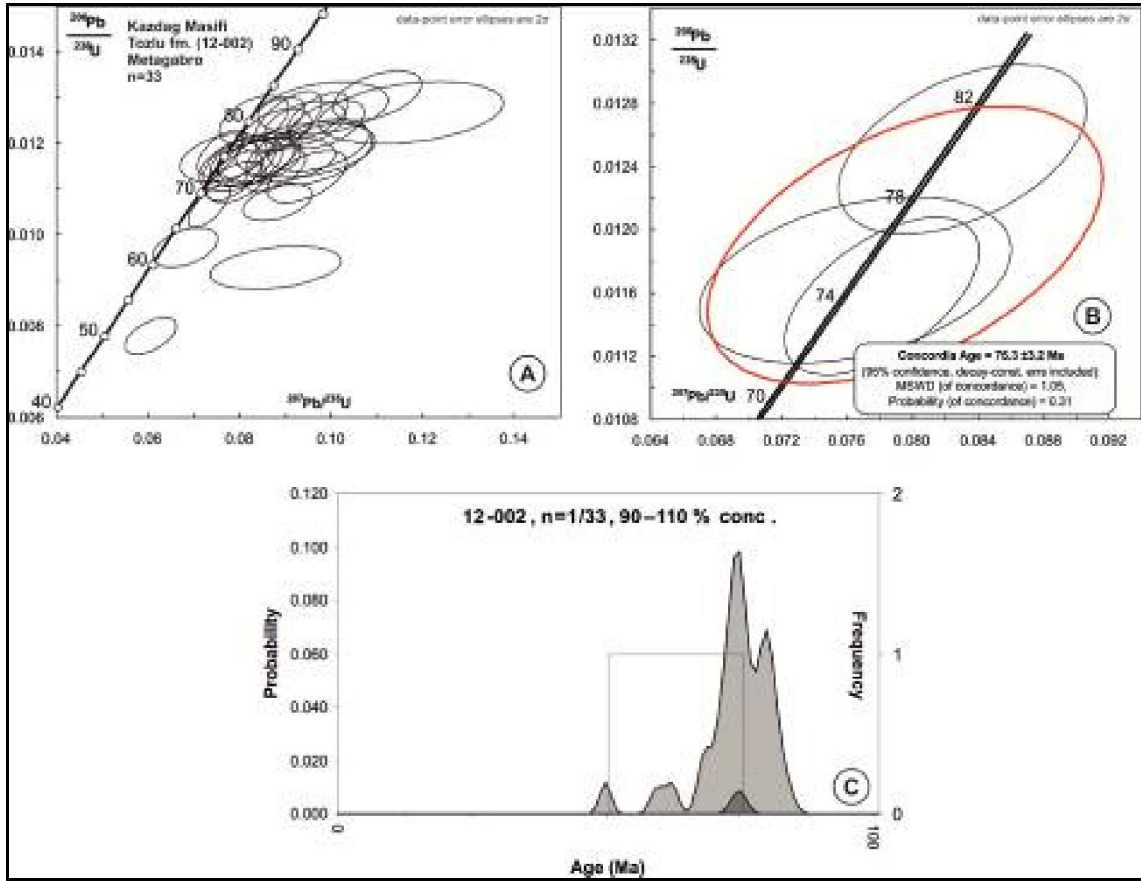 data-point error ellipses are 2σ
²⁰⁶Pb
²³⁸U
Kazdag Masifi
Tozlu fm. (12-002)
Metagabro
n=33
0.014
0.012
0.010
0.008
0.006
90
80
70
60
50
40
A
²⁰⁷Pb/²³⁵U
0.04
0.06
0.08
0.10
0.12
0.14
data-point error ellipses are 2σ
²⁰⁶Pb
²³⁸U
0.0132
0.0128
0.0124
0.0120
0.0116
0.0112
0.0108
82
78
74
70
B
Concordia Age = 76.3 ±3.2 Ma
(95% confidence, decay-const. errs included)
MSWD (of concordance) = 1.05,
Probability (of concordance) = 0.31
²⁰⁷Pb/²³⁵U
0.064
0.068
0.072
0.076
0.080
0.084
0.088
0.092
12-002, n=1/33, 90–110 % conc .
Probability
0.120
0.100
0.080
0.060
0.040
0.020
0.000
Frequency
2
1
0
C
0
100
Age (Ma)